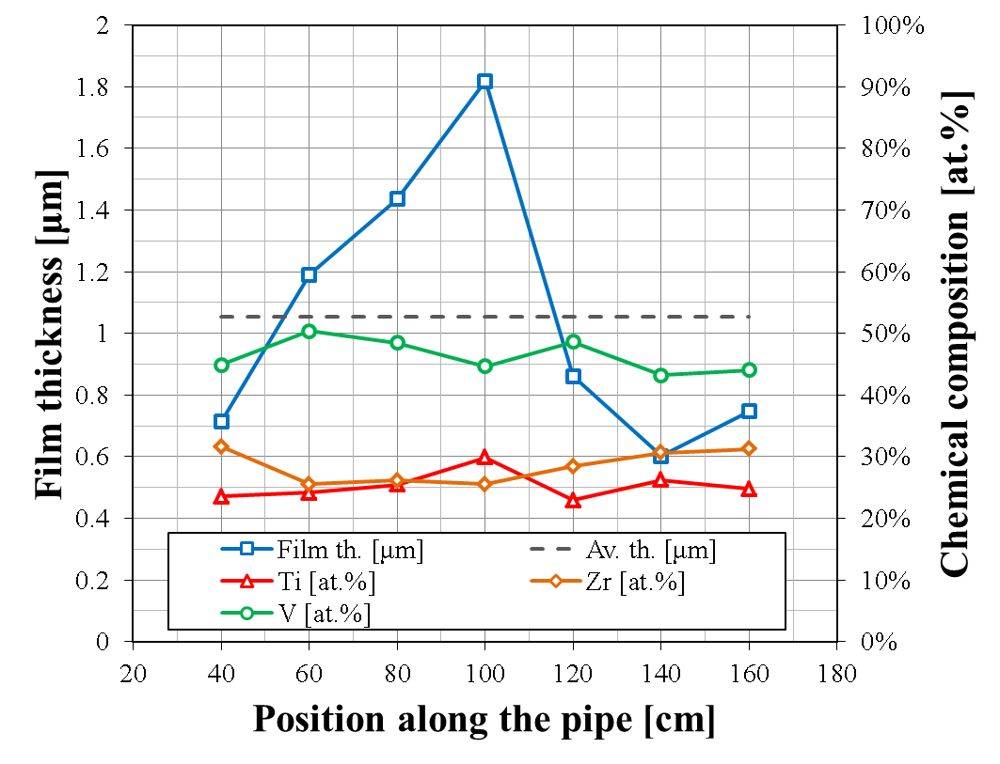 2
1.8
1.6
1.4
1.2
1
0.8
0.6
0.4
0.2
0
Film thickness [µm]
100%
90%
80%
70%
60%
50%
40%
30%
20%
10%
0%
Chemical composition [at.%]
Film th. [µm]
Av. th. [µm]
Ti [at.%]
Zr [at.%]
V [at.%]
20 40 60 80 100 120 140 160 180
Position along the pipe [cm]